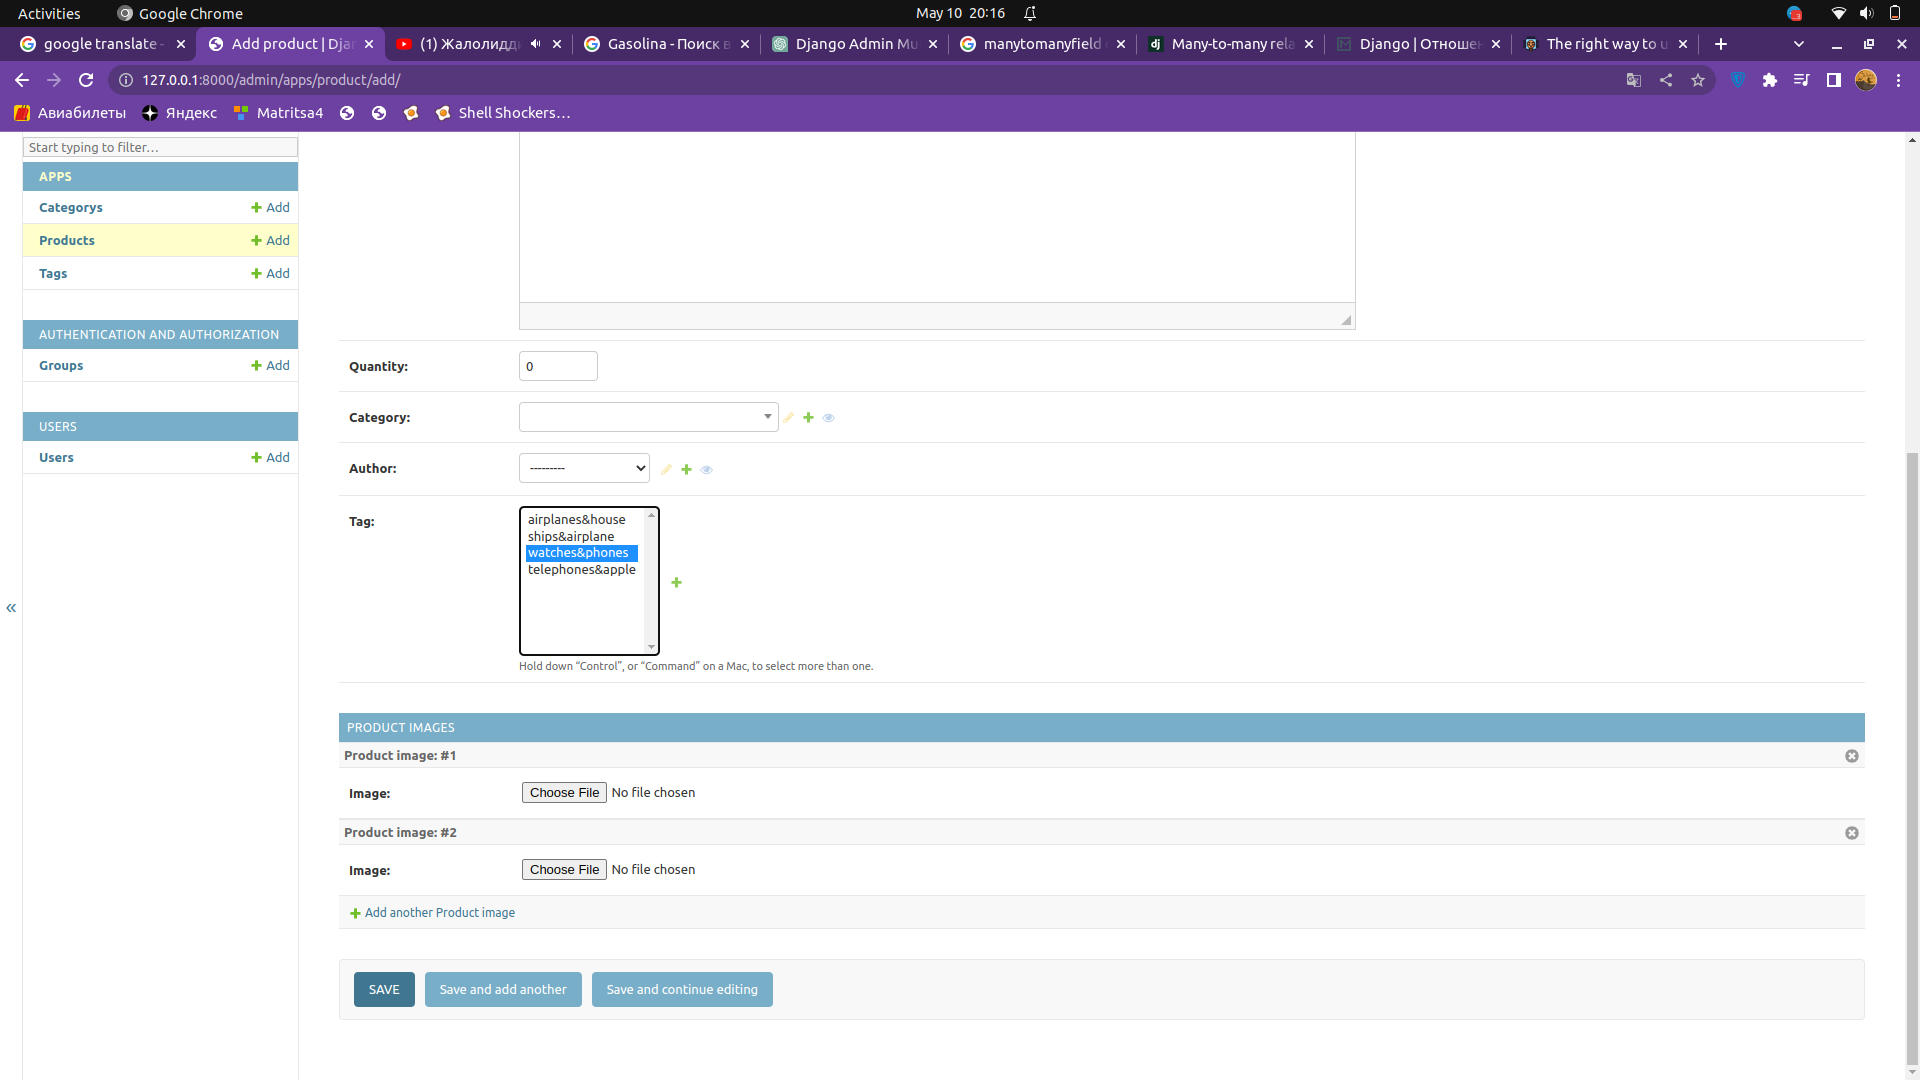 Activities
Google Chrome
May 10 20:16
google translate -
Add product | Djan
(1) Жалолидди
Gasolina - Поиск в
Django Admin Mu
manytomanyfield
Many-to-many rela
Django | Отношен
The right way to u
127.0.0.1:8000/admin/apps/product/add/
Авиабилеты
Яндекс
Matritsa4
Shell Shockers...
Start typing to filter...
APPS
Categorys
Add
Products
Add
Tags
Add
AUTHENTICATION AND AUTHORIZATION
Groups
Add
USERS
Users
Add
«
Quantity:
0
Category:
Author:
---------
Tag:
airplanes&house
ships&airplane
watches&phones
telephones&apple
Hold down “Control”, or “Command” on a Mac, to select more than one.
PRODUCT IMAGES
Product image: #1
Image:
Choose File No file chosen
Product image: #2
Image:
Choose File No file chosen
Add another Product image
SAVE
Save and add another
Save and continue editing